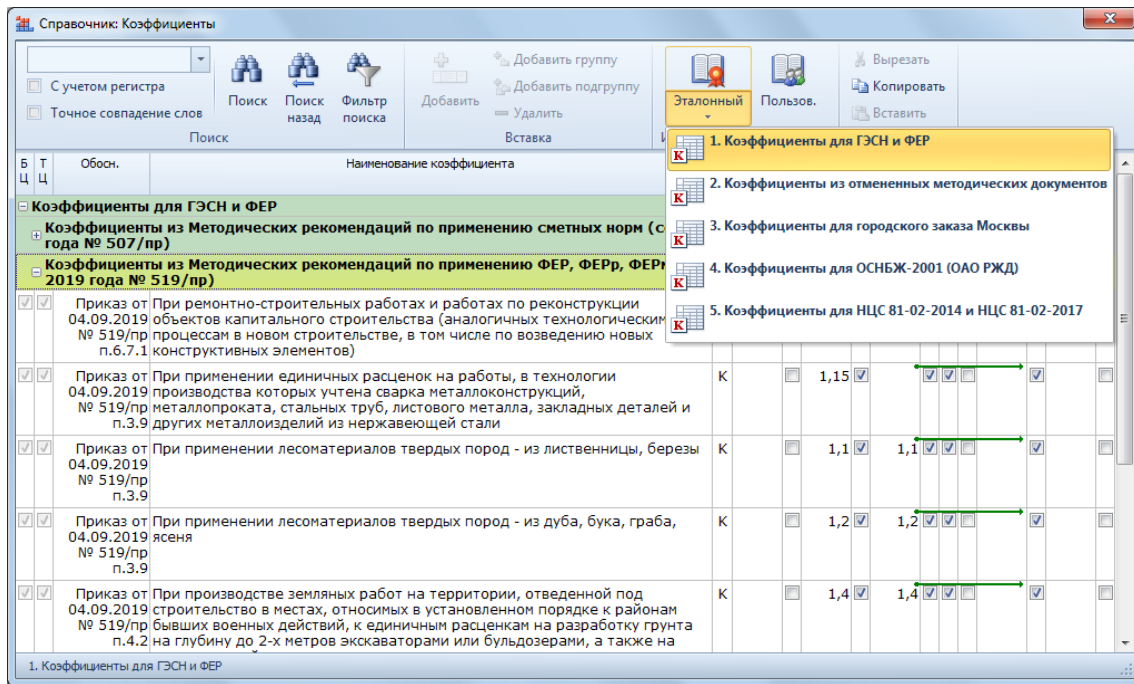 Справочник: Коэффициенты
С учетом регистра
Точное совпадение слов
Поиск
Поиск назад
Фильтр поиска
Поиск
Добавить
Добавить группу
Добавить подгруппу
Удалить
Вставка
Эталонный
Пользов.
Вырезать
Копировать
Вставить
1. Коэффициенты для ГЭСН и ФЕР
2. Коэффициенты из отмененных методических документов
3. Коэффициенты для городского заказа Москвы
4. Коэффициенты для ОСНБЖ-2001 (ОАО РЖД)
5. Коэффициенты для НЦС 81-02-2014 и НЦС 81-02-2017
Б Ц
Т Ц
Обосн.
Наименование коэффициента
Коэффициенты для ГЭСН и ФЕР
Коэффициенты из Методических рекомендаций по применению сметных норм (
года № 507/пр)
Коэффициенты из Методических рекомендаций по применению ФЕР, ФЕРр,
2019 года № 519/пр)
Приказ от При ремонтно-строительных работах и работах по реконструкции
04.09.2019 объектов капитального строительства (аналогичных технологическим
№ 519/пр процессам в новом строительстве, в том числе по возведению новых
п.6.7.1 конструктивных элементов)
Приказ от При применении единичных расценок на работы, в технологии К 1,15
04.09.2019 производства которых учтена сварка металлоконструкций,
№ 519/пр металлопроката, стальных труб, листового металла, закладных деталей и
п.3.9 других металлоизделий из нержавеющей стали
Приказ от При применении лесоматериалов твердых пород - из лиственницы, березы К 1,1 1,1
04.09.2019
№ 519/пр
п.3.9
Приказ от При применении лесоматериалов твердых пород - из дуба, бука, граба, К 1,2 1,2
04.09.2019 ясеня
№ 519/пр
п.3.9
Приказ от При производстве земляных работ на территории, отведенной под К 1,4 1,4
04.09.2019 строительство в местах, относимых в установленном порядке к районам
№ 519/пр бывших военных действий, к единичным расценкам на разработку грунта
п.4.2 на глубину до 2-х метров экскаваторами или бульдозерами, а также на
1. Коэффициенты для ГЭСН и ФЕР